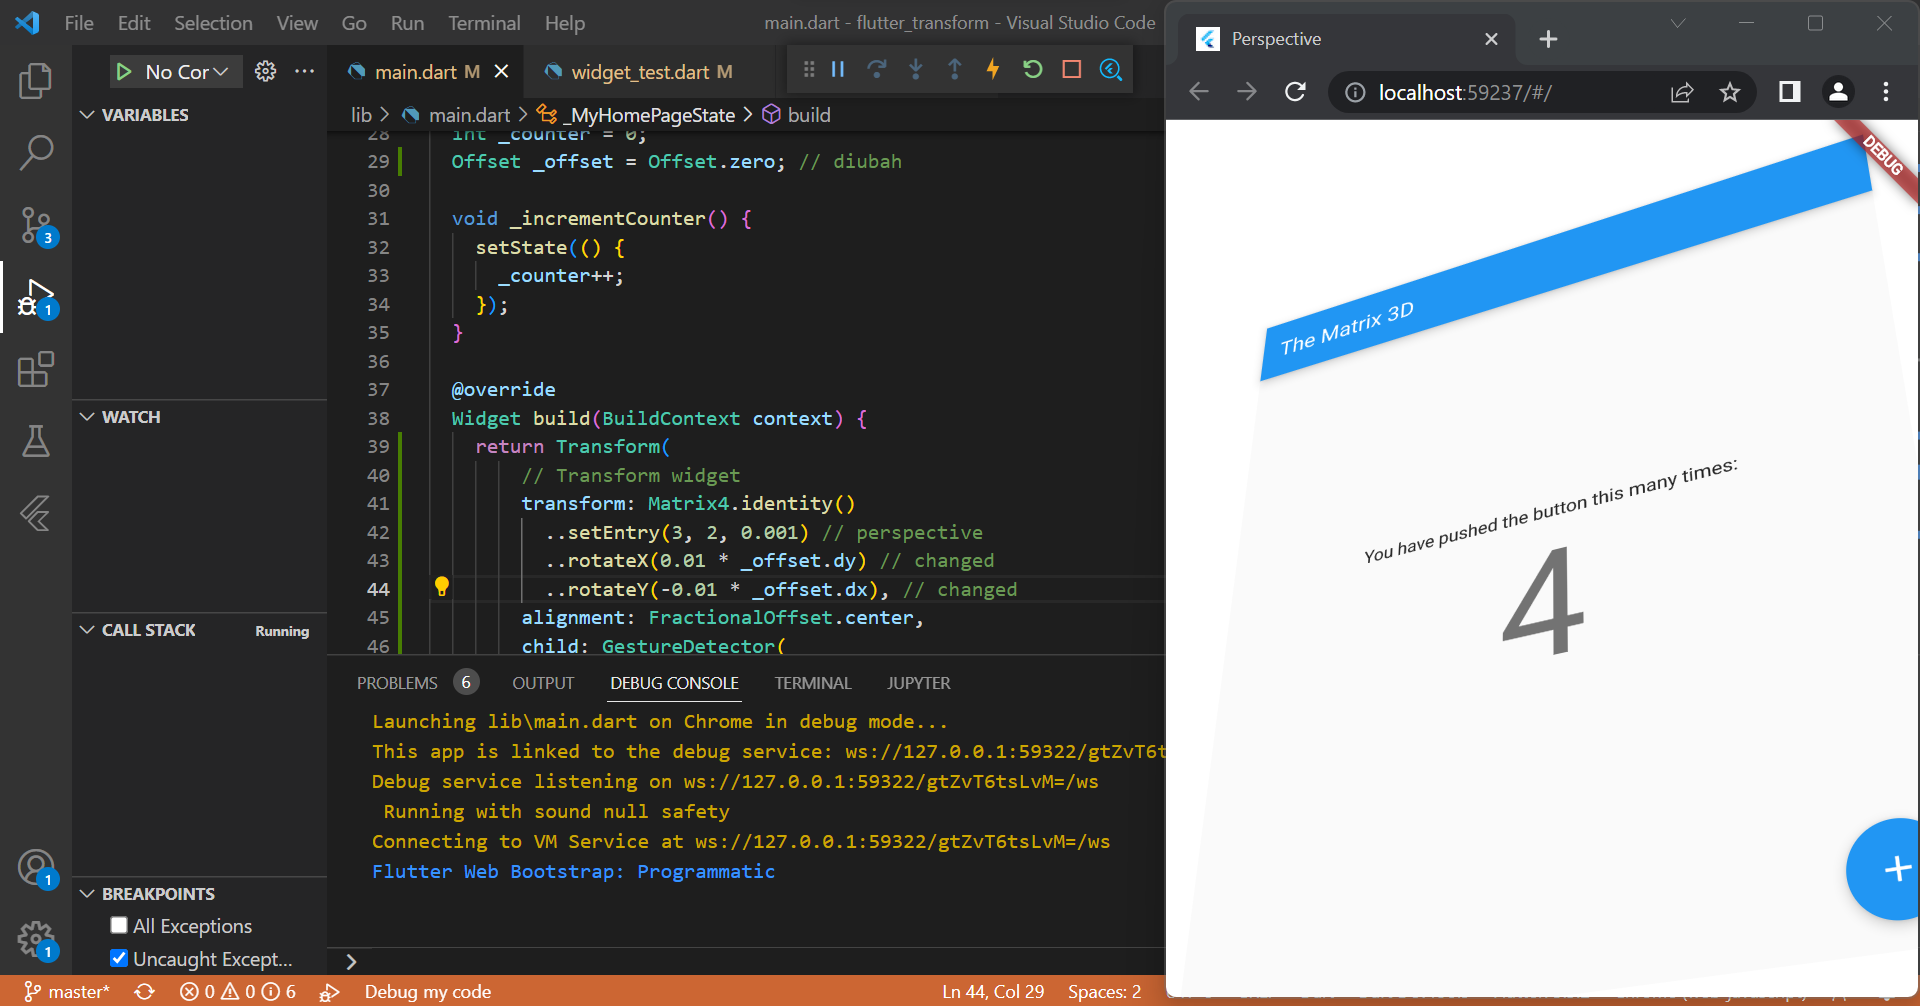 File Edit Selection View Go Run Terminal Help
main.dart - flutter_transform - Visual Studio Code
No Cor
VARIABLES
WATCH
CALL STACK Running
BREAKPOINTS
All Exceptions
Uncaught Except...
3
1
1
1
main.dart M
widget_test.dart M
lib > main.dart > _MyHomePageState > build
28 int _counter = 0;
29 Offset _offset = Offset.zero; // diubah
30
31 void _incrementCounter() {
32 setState(() {
33 _counter++;
34 });
35 }
36
37 @override
38 Widget build(BuildContext context) {
39 return Transform(
40 // Transform widget
41 transform: Matrix4.identity()
42 ..setEntry(3, 2, 0.001) // perspective
43 ..rotateX(0.01 * _offset.dy) // changed
44 ..rotateY(-0.01 * _offset.dx), // changed
45 alignment: FractionalOffset.center,
46 child: GestureDetector(
PROBLEMS 6 OUTPUT DEBUG CONSOLE TERMINAL JUPYTER
Launching lib\main.dart on Chrome in debug mode...
This app is linked to the debug service: ws://127.0.0.1:59322/gtZvT6t
Debug service listening on ws://127.0.0.1:59322/gtZvT6tsLvM=/ws
Running with sound null safety
Connecting to VM Service at ws://127.0.0.1:59322/gtZvT6tsLvM=/ws
Flutter Web Bootstrap: Programmatic
>
master* 0 0 6 Debug my code Ln 44, Col 29 Spaces: 2
Perspective
localhost:59237/#/
DEBUG
The Matrix 3D
You have pushed the button this many times:
4
+